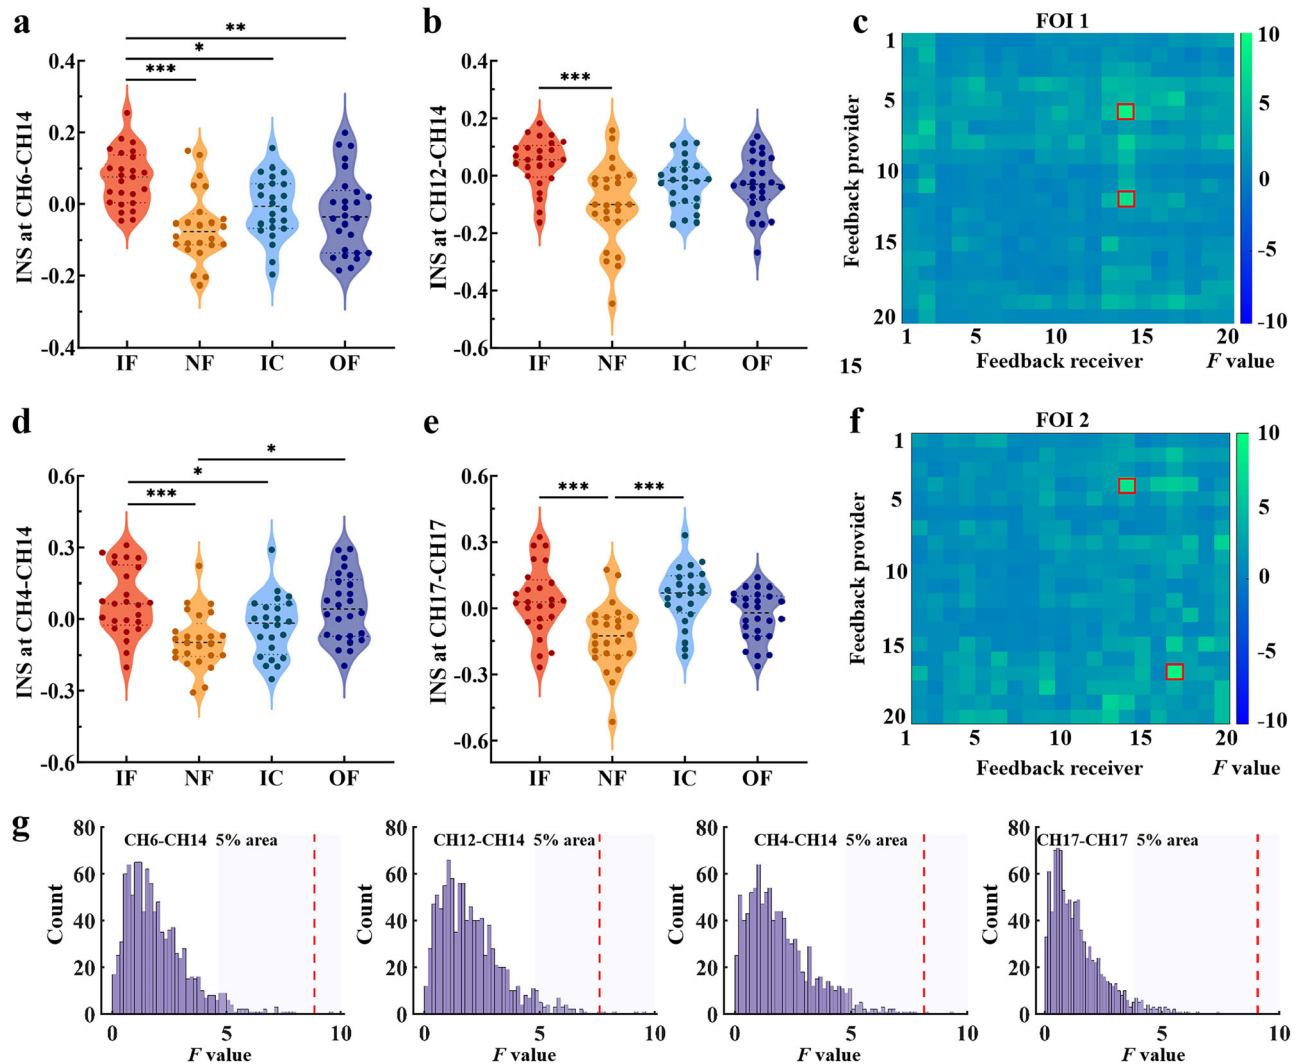 a
**
*
***
INS at CH6-CH14
0.4
0.2
0.0
-0.2
-0.4
IF NF IC OF
b
***
INS at CH12-CH14
0.4
0.2
0.0
-0.2
-0.4
-0.6
IF NF IC OF
c
FOI 1
Feedback provider
1
5
10
15
20
1 5 10 15 20
Feedback receiver
F value
10
5
0
-5
-10
15
d
*
*
***
INS at CH4-CH14
0.6
0.3
0.0
-0.3
-0.6
IF NF IC OF
e
*** ***
INS at CH17-CH17
0.6
0.3
0.0
-0.3
-0.6
IF NF IC OF
f
FOI 2
Feedback provider
1
5
10
15
20
1 5 10 15 20
Feedback receiver
F value
10
5
0
-5
-10
g
CH6-CH14 5% area
Count
80
60
40
20
0
0 5 10
F value
CH12-CH14 5% area
Count
80
60
40
20
0
0 5 10
F value
CH4-CH14 5% area
Count
80
60
40
20
0
0 5 10
F value
CH17-CH17 5% area
Count
80
60
40
20
0
0 5 10
F value